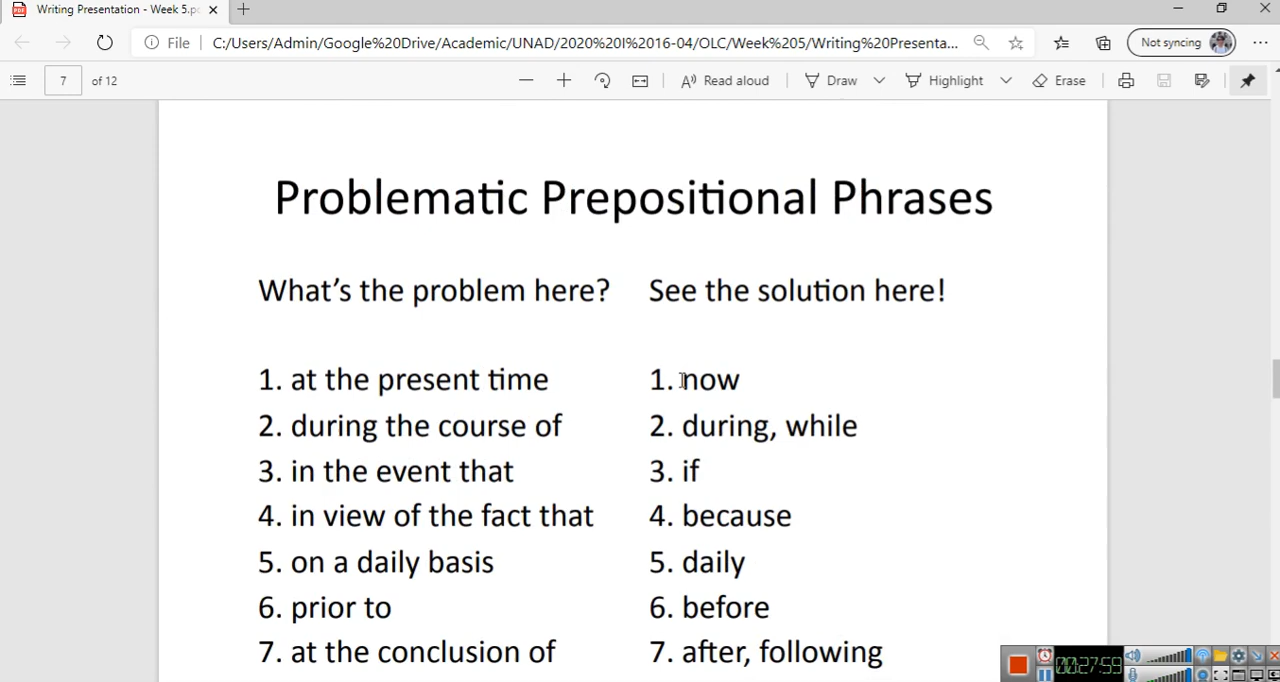 Writing Presentation - Week 5.pd
File
C:/Users/Admin/Google%20Drive/Academic/UNAD/2020%20I%2016-04/OLC/Week%205/Writing%20Presenta...
Not syncing
7 of 12
Read aloud
Draw
Highlight
Erase
Problematic Prepositional Phrases
What's the problem here?
See the solution here!
1. at the present time
1. now
2. during the course of
2. during, while
3. in the event that
3. if
4. in view of the fact that
4. because
5. on a daily basis
5. daily
6. prior to
6. before
7. at the conclusion of
7. after, following
00:27:59